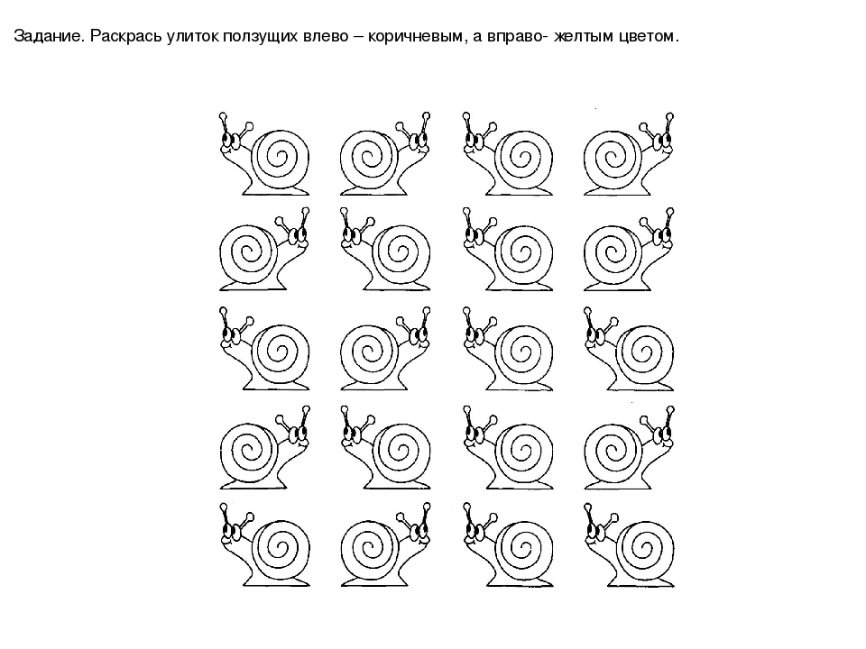 Задание. Раскрась улиток ползущих влево – коричневым, а вправо- желтым цветом.